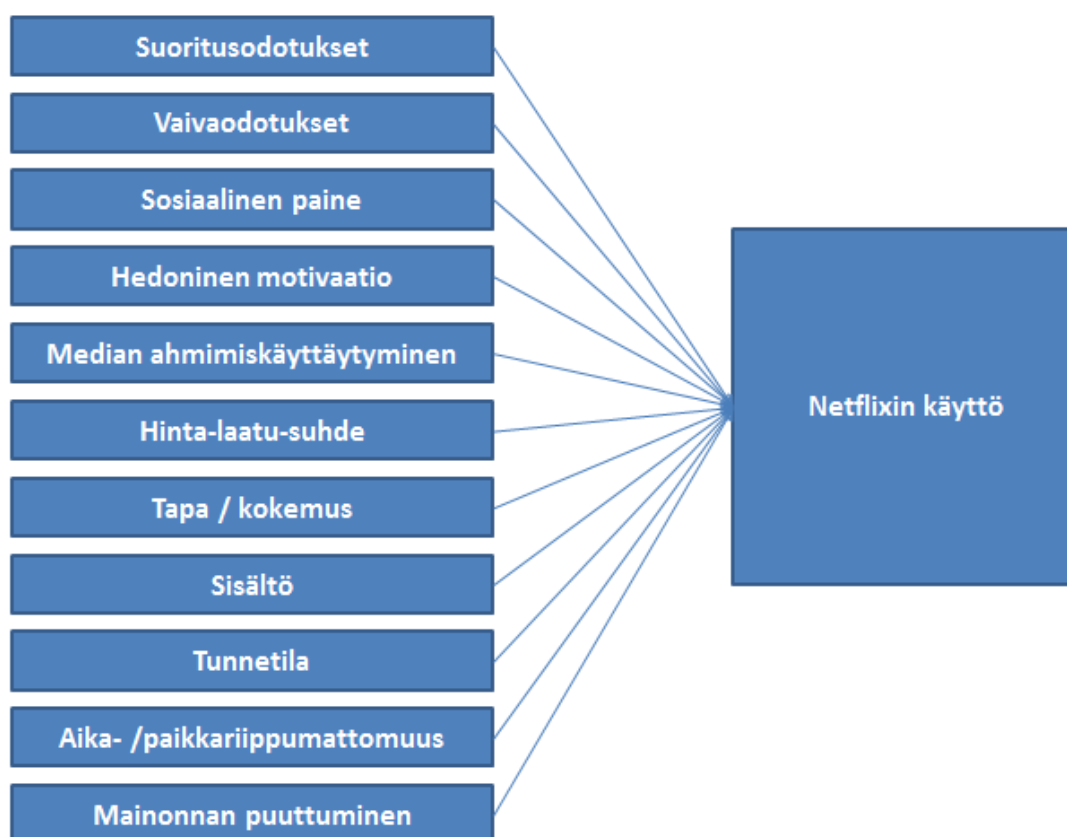 Suoritusodotukset
Vaivaodotukset
Sosiaalinen paine
Hedoninen motivaatio
Median ahmimiskäyttäytyminen
Hinta-laatu-suhde
Tapa / kokemus
Sisältö
Tunnetila
Aika- /paikkariippumattomuus
Mainonnan puuttuminen
Netflixin käyttö